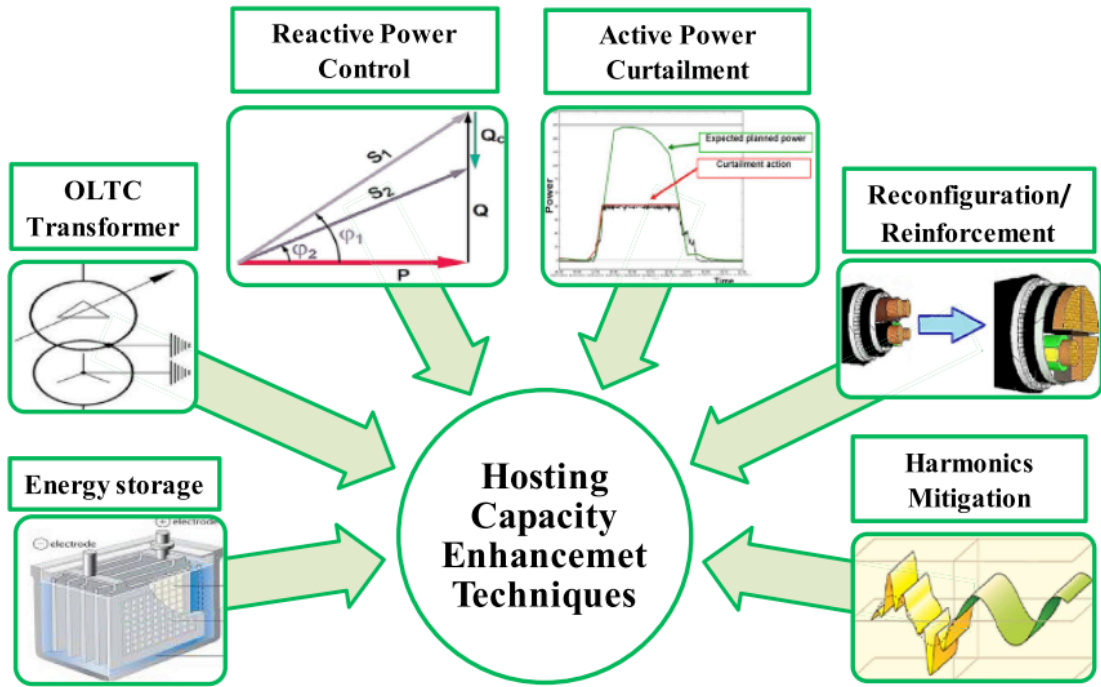 Reactive Power
Control
Active Power
Curtailment
OLTC
Transformer
Reconfiguration/
Reinforcement
Energy storage
Harmonics
Mitigation
Hosting
Capacity
Enhancemet
Techniques
S1
S2
φ1
φ2
P
Q
Qc
Expected planned power
Curtailment action
Power
Time
electrode
electrode